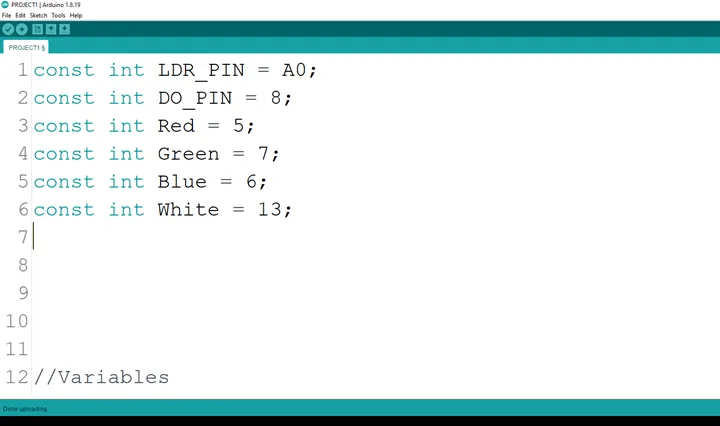 PROJECT1 | Arduino 1.8.19
File Edit Sketch Tools Help
PROJECT1 §
1 const int LDR_PIN = A0;
2 const int DO_PIN = 8;
3 const int Red = 5;
4 const int Green = 7;
5 const int Blue = 6;
6 const int White = 13;
7
8
9
10
11
12 //Variables
Done uploading